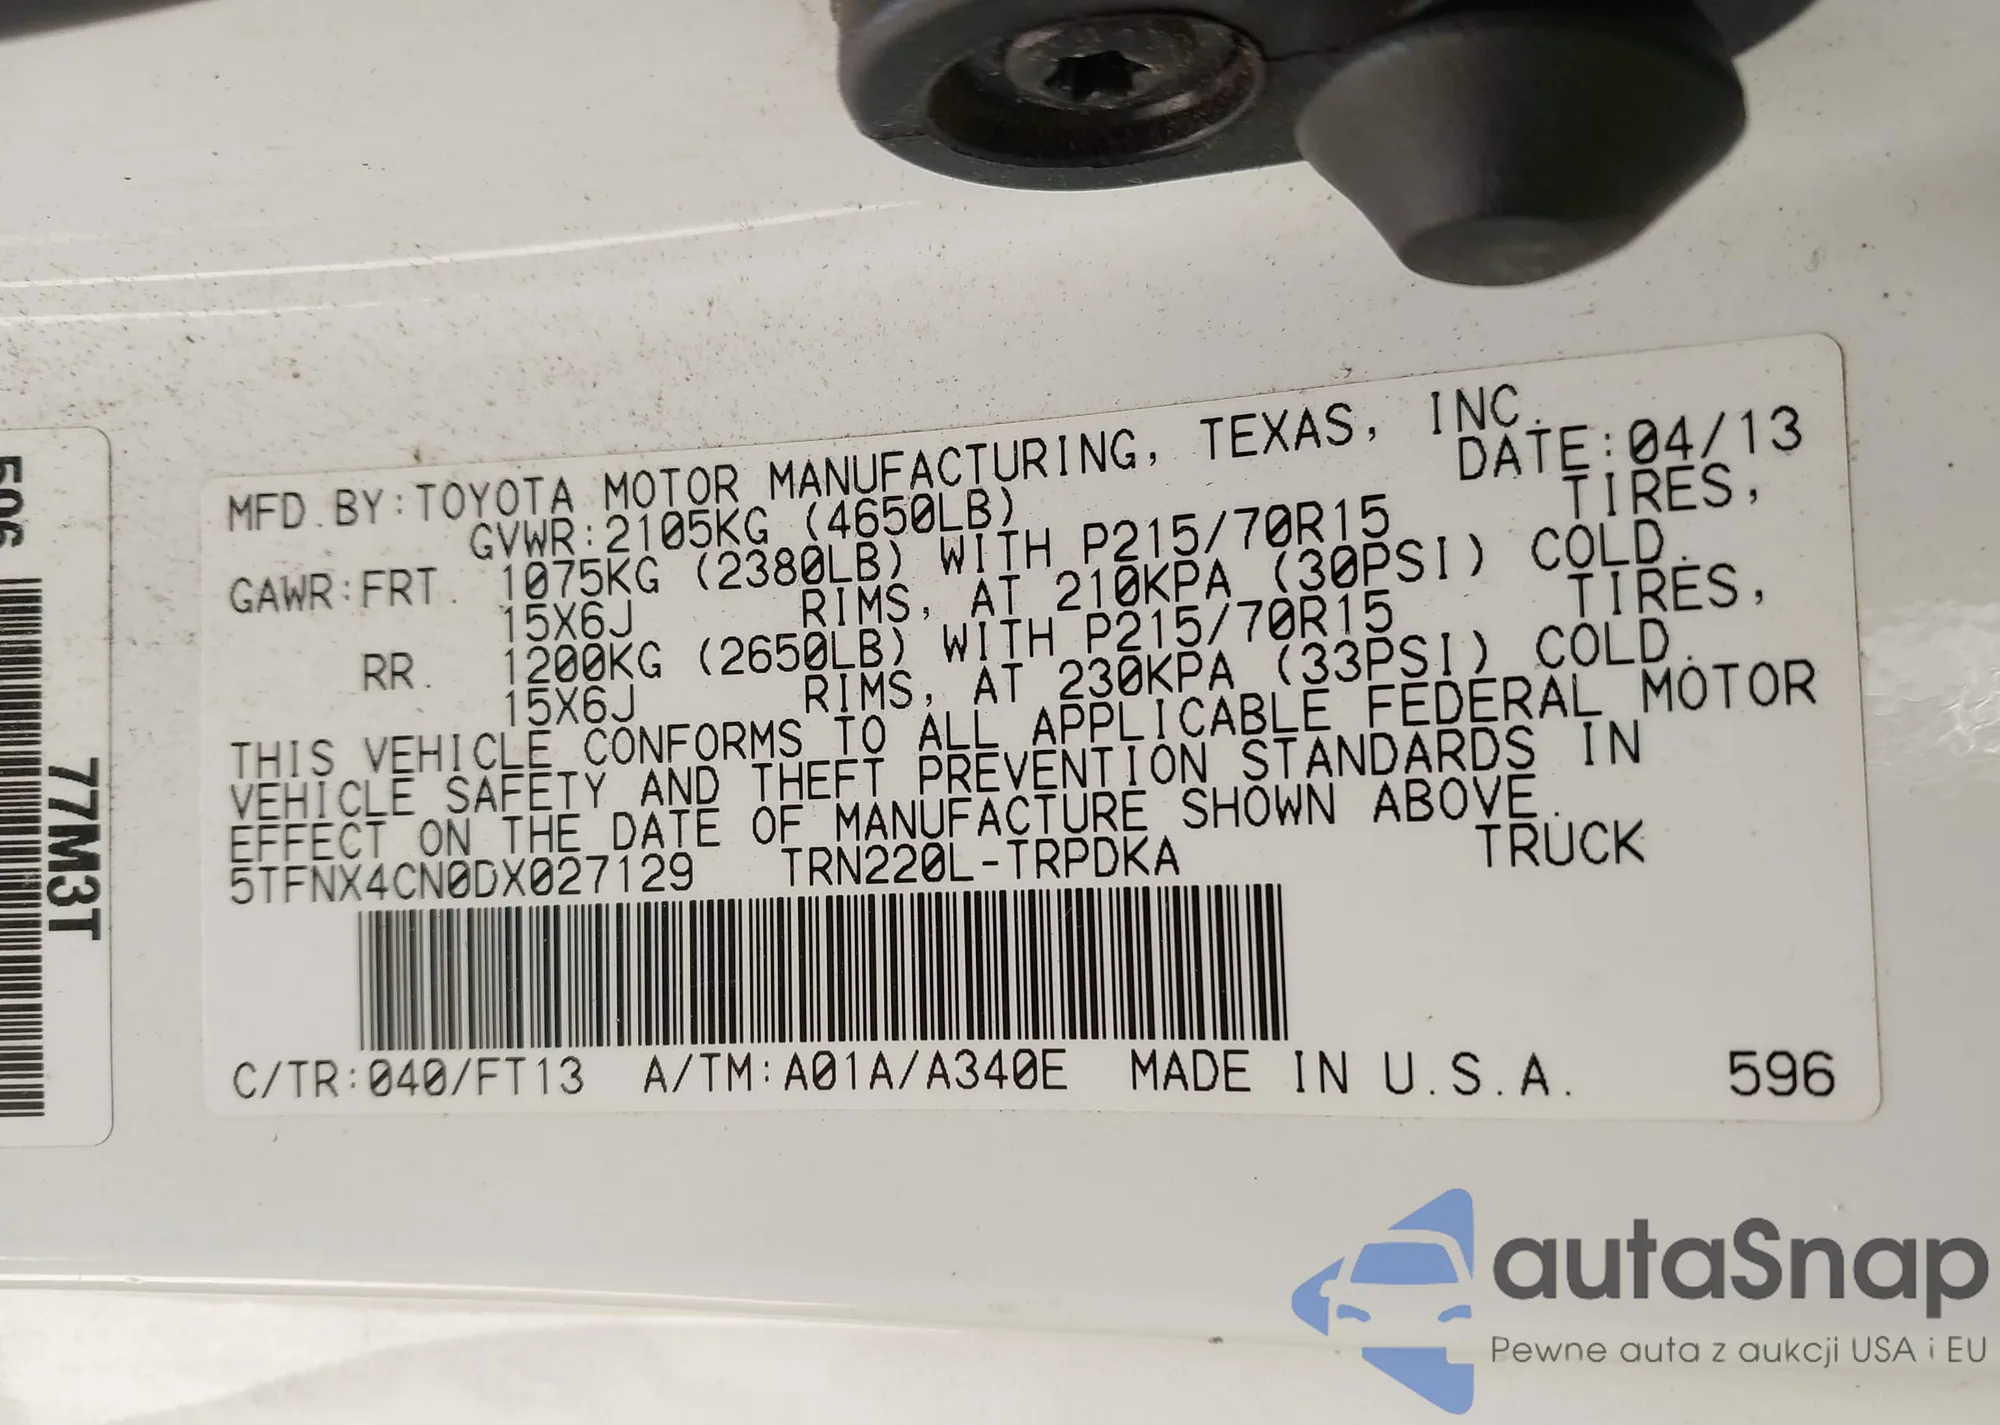 MFD.BY:TOYOTA MOTOR MANUFACTURING, TEXAS, INC.
GVWR:2105KG (4650LB) DATE:04/13
GAWR:FRT. 1075KG (2380LB) WITH P215/70R15 TIRES,
15X6J RIMS, AT 210KPA (30PSI) COLD.
RR. 1200KG (2650LB) WITH P215/70R15 TIRES,
15X6J RIMS, AT 230KPA (33PSI) COLD.
THIS VEHICLE CONFORMS TO ALL APPLICABLE FEDERAL MOTOR
VEHICLE SAFETY AND THEFT PREVENTION STANDARDS IN
EFFECT ON THE DATE OF MANUFACTURE SHOWN ABOVE.
5TFNX4CN0DX027129 TRN220L-TRPDKA TRUCK
C/TR:040/FT13 A/TM:A01A/A340E MADE IN U.S.A. 596
77M3T
autaSnap
Pewne auta z aukcji USA i EU